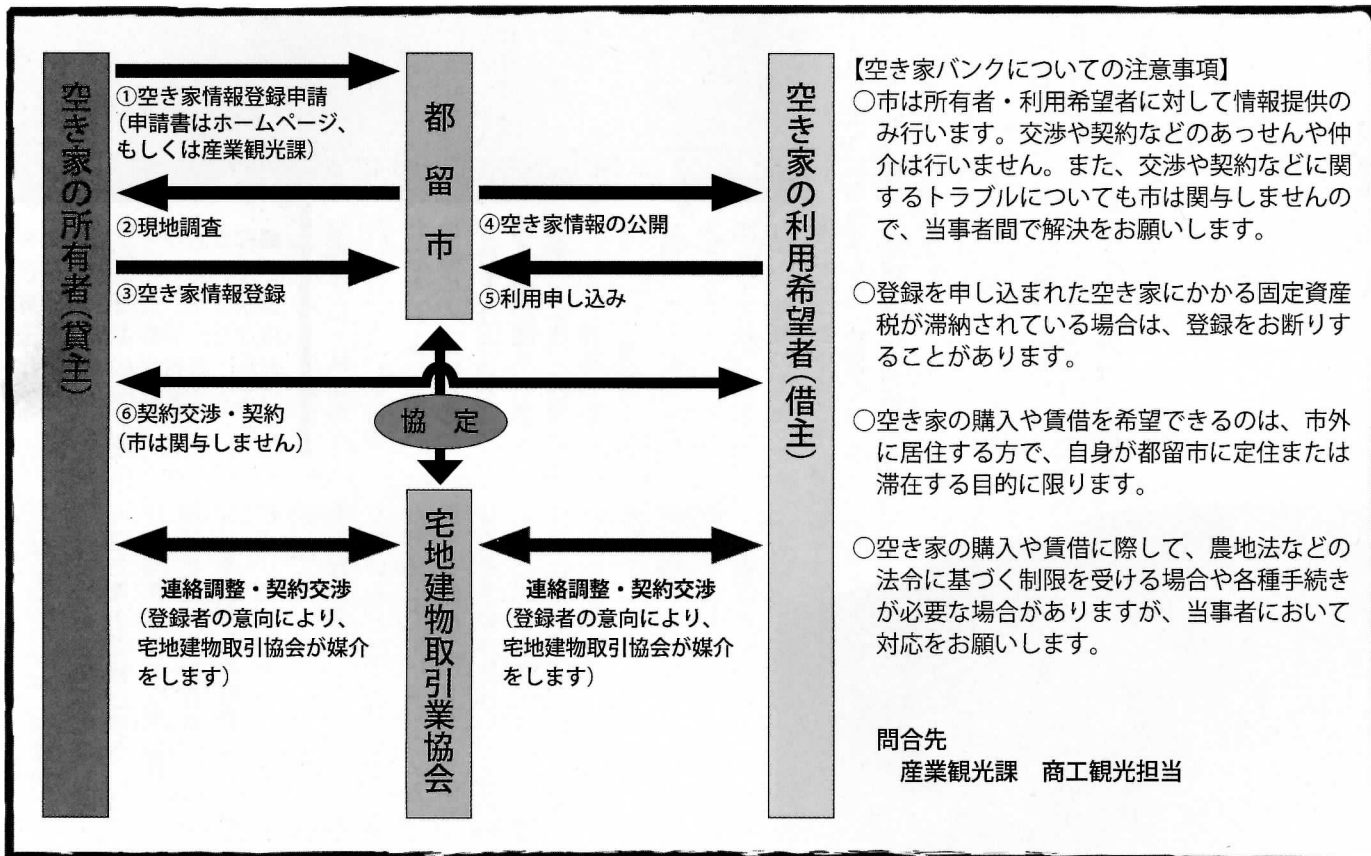 空き家の所有者（貸主）
①空き家情報登録申請
（申請書はホームページ、
もしくは産業観光課）
②現地調査
③空き家情報登録
都留市
④空き家情報の公開
⑤利用申し込み
⑥契約交渉・契約
（市は関与しません）
協定
宅地建物取引業協会
連絡調整・契約交渉
（登録者の意向により、
宅地建物取引協会が媒介
をします）
連絡調整・契約交渉
（登録者の意向により、
宅地建物取引協会が媒介
をします）
空き家の利用希望者（借主）
【空き家バンクについての注意事項】
○市は所有者・利用希望者に対して情報提供の
み行います。交渉や契約などのあっせんや仲
介は行いません。また、交渉や契約などに関
するトラブルについても市は関与しませんの
で、当事者間で解決をお願いします。
○登録を申し込まれた空き家にかかる固定資産
税が滞納されている場合は、登録をお断りす
ることがあります。
○空き家の購入や賃借を希望できるのは、市外
に居住する方で、自身が都留市に定住または
滞在する目的に限ります。
○空き家の購入や賃借に際して、農地法などの
法令に基づく制限を受ける場合や各種手続き
が必要な場合がありますが、当事者において
対応をお願いします。
問合先
産業観光課　商工観光担当